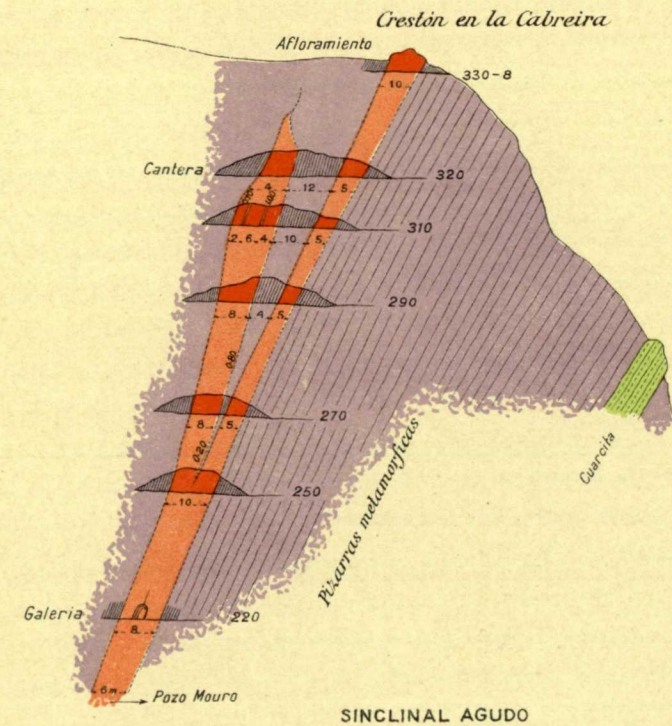 Crestón en la Cabreira
Afloramiento
330-8
10
Cantera
320
4 12 5
310
2 6 4 10 5
290
8 4 5
0.80
270
8 5
0.20
250
10
Pizarras metamorficas
Cuarcita
Galeria
220
8
6m
Pozo Mouro
SINCLINAL AGUDO